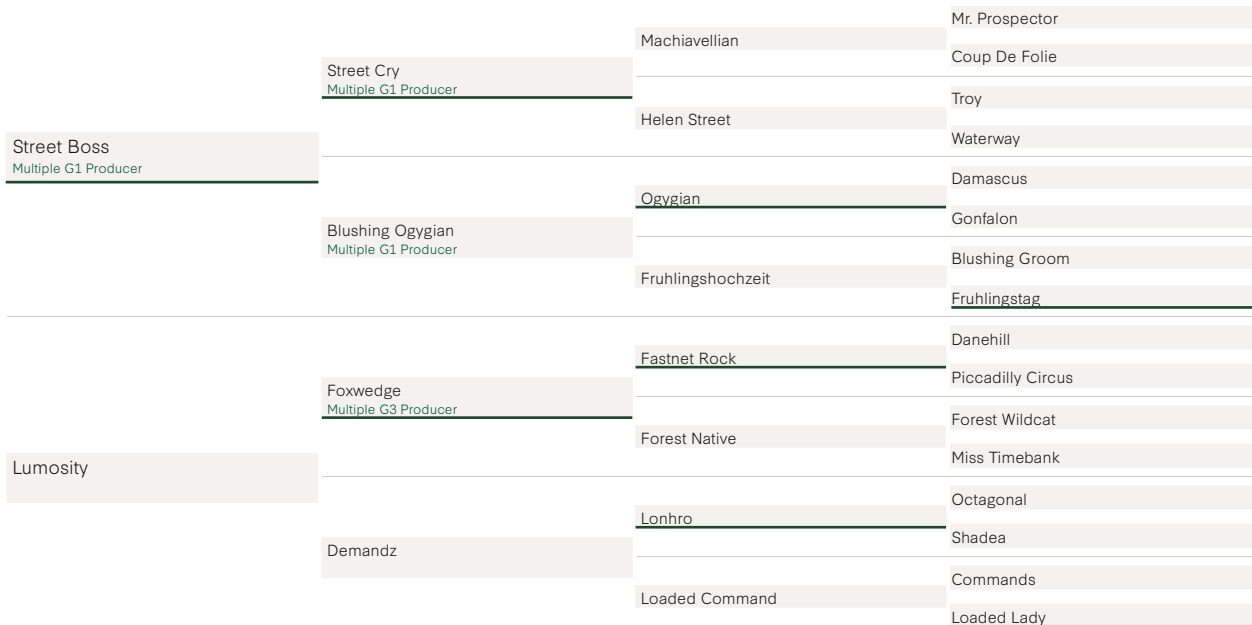 Street Boss
Multiple G1 Producer
Lumosity
Street Cry
Multiple G1 Producer
Blushing Ogygian
Multiple G1 Producer
Foxwedge
Multiple G3 Producer
Demandz
Machiavellian
Helen Street
Ogygian
Fruhlingshochzeit
Fastnet Rock
Forest Native
Lonhro
Loaded Command
Mr. Prospector
Coup De Folie
Troy
Waterway
Damascus
Gonfalon
Blushing Groom
Fruhlingstag
Danehill
Piccadilly Circus
Forest Wildcat
Miss Timebank
Octagonal
Shadea
Commands
Loaded Lady